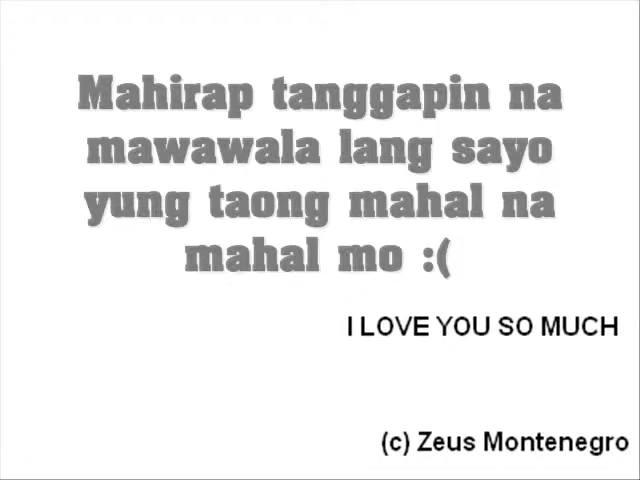 Mahirap tanggapin na
mawawala lang sayo
yung taong mahal na
mahal mo :(
I LOVE YOU SO MUCH
(c) Zeus Montenegro